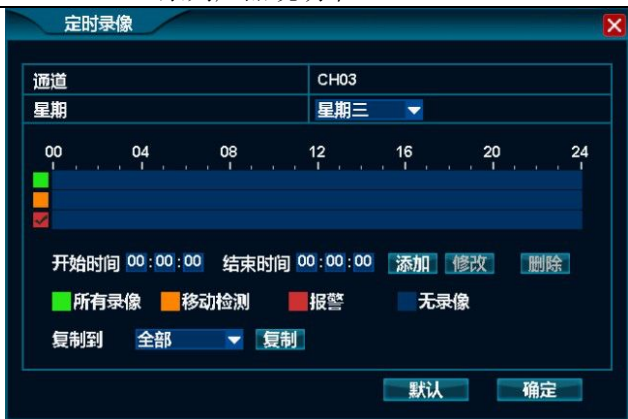 定时录像
通道 CH03
星期 星期三
00 04 08 12 16 20 24
开始时间 00:00:00 结束时间 00:00:00 添加 修改 删除
所有录像 移动检测 报警 无录像
复制到 全部 复制
默认 确定